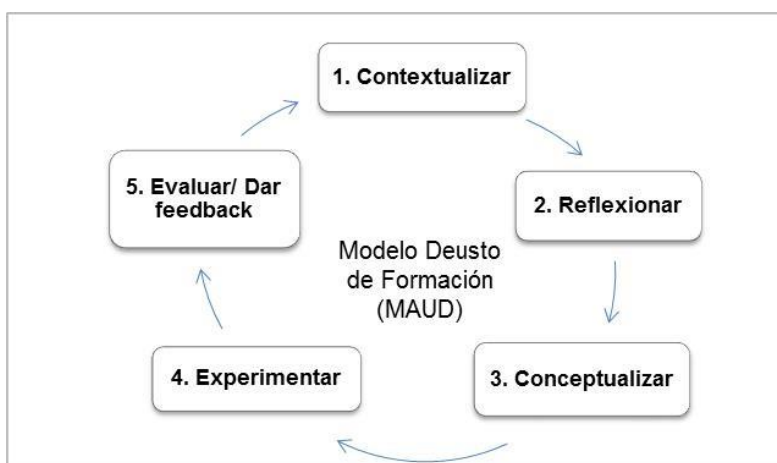 1. Contextualizar
5. Evaluar/ Dar
feedback
2. Reflexionar
Modelo Deusto
de Formación
(MAUD)
4. Experimentar
3. Conceptualizar